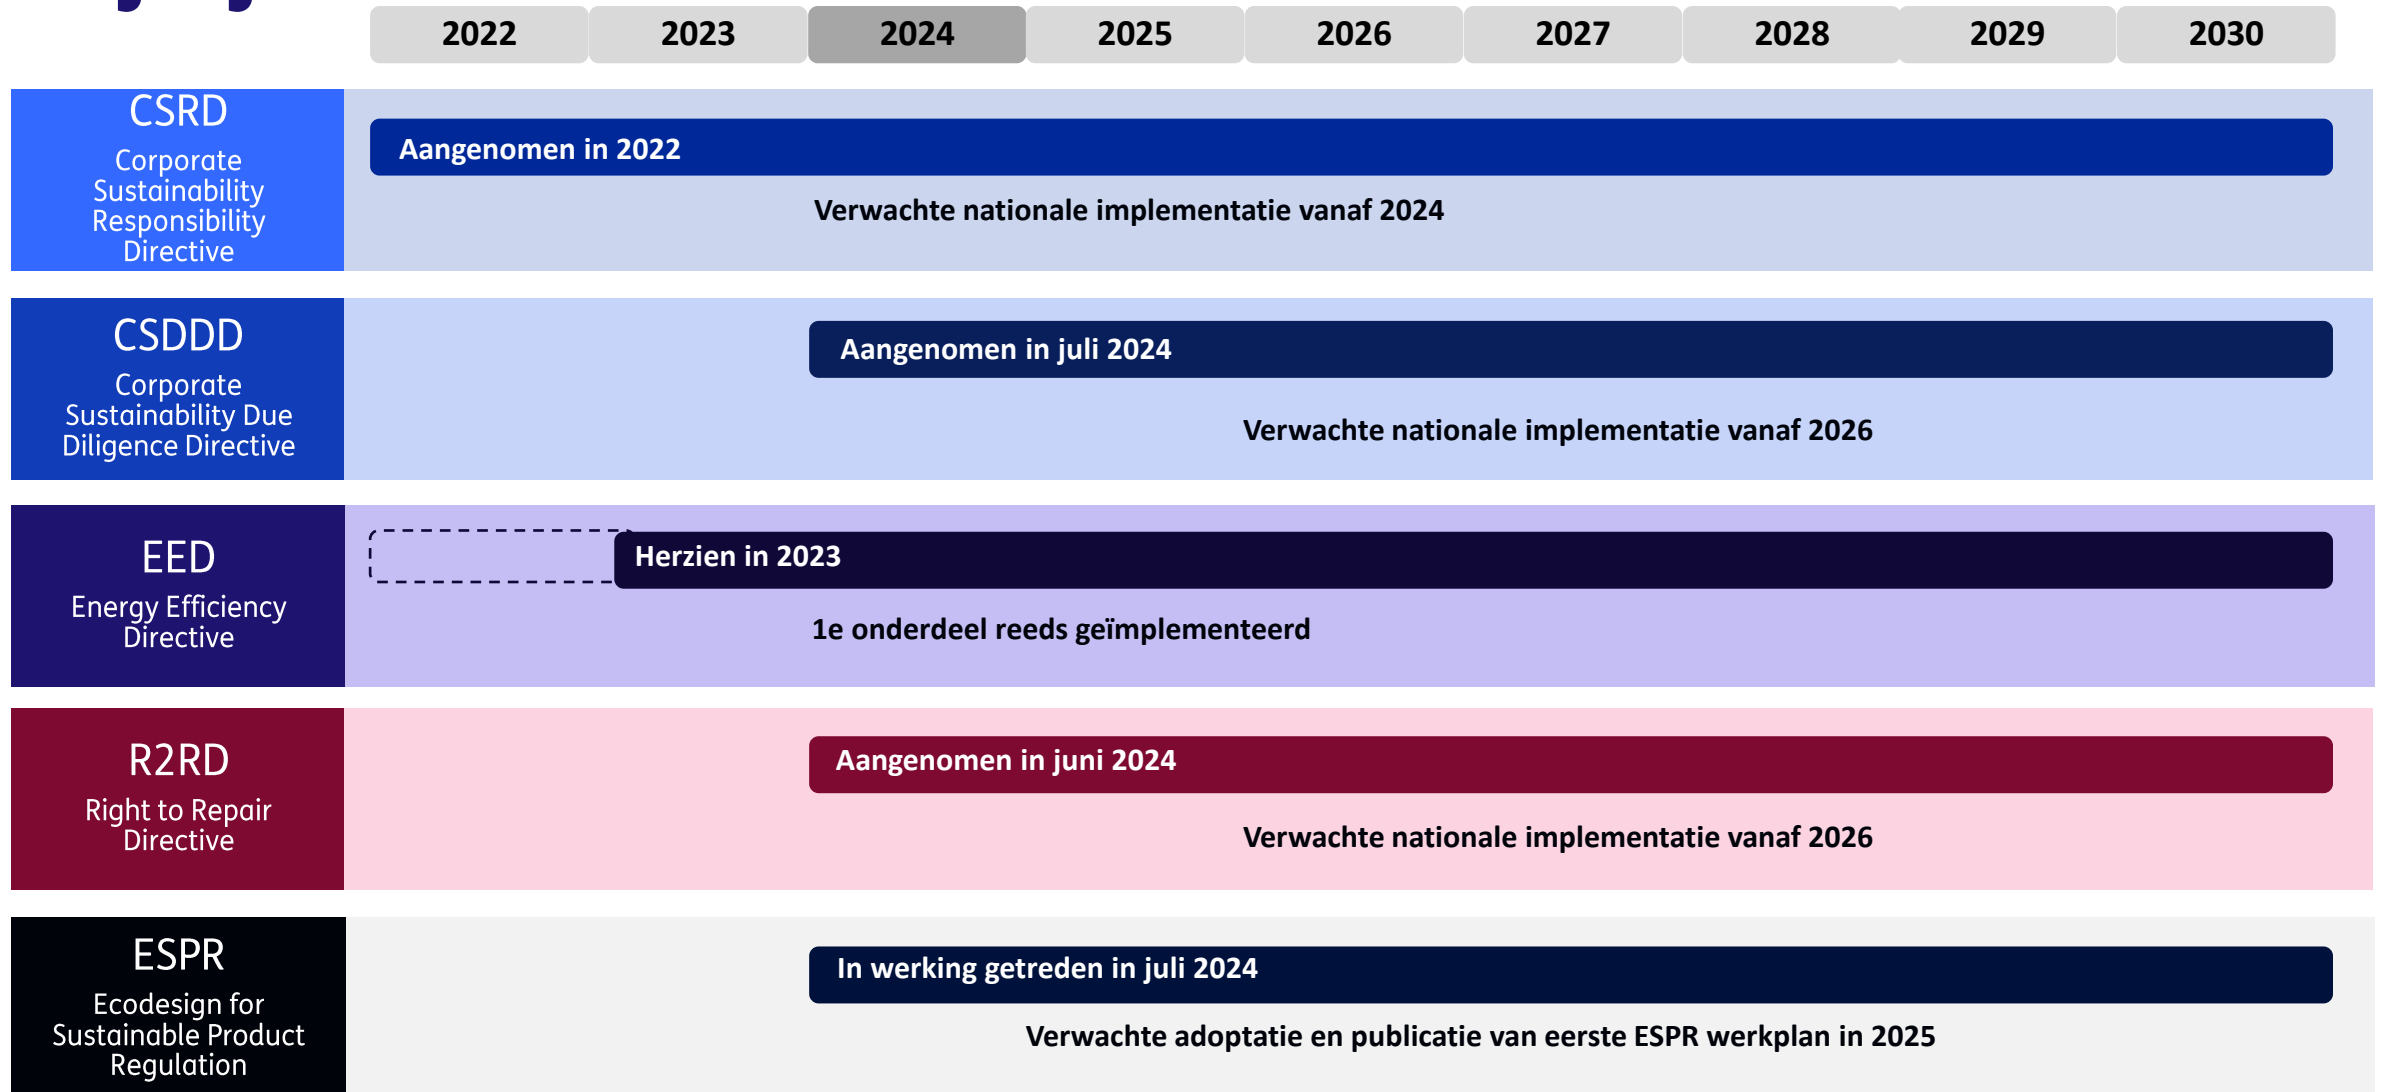 2022 2023 2024 2025 2026 2027 2028 2029 2030
CSRD
Corporate
Sustainability
Responsibility
Directive
Aangenomen in 2022
Verwachte nationale implementatie vanaf 2024
CSDDD
Corporate
Sustainability Due
Diligence Directive
Aangenomen in juli 2024
Verwachte nationale implementatie vanaf 2026
EED
Energy Efficiency
Directive
Herzien in 2023
1e onderdeel reeds geïmplementeerd
R2RD
Right to Repair
Directive
Aangenomen in juni 2024
Verwachte nationale implementatie vanaf 2026
ESPR
Ecodesign for
Sustainable Product
Regulation
In werking getreden in juli 2024
Verwachte adoptatie en publicatie van eerste ESPR werkplan in 2025